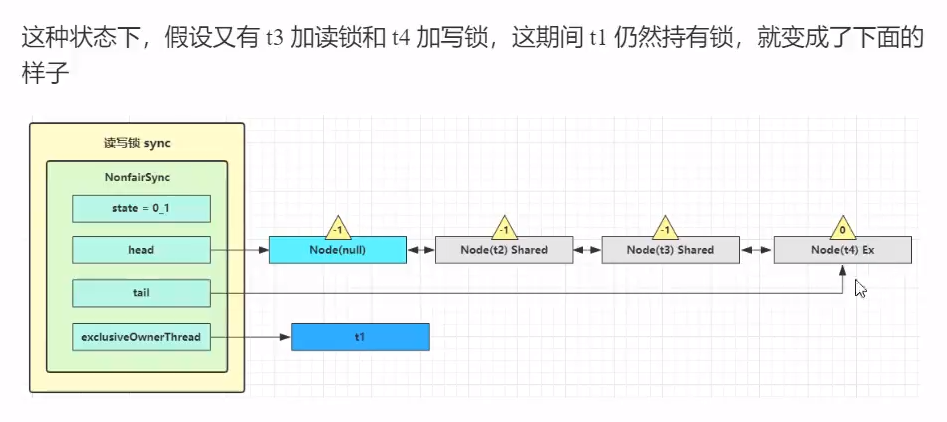 这种状态下，假设又有 t3 加读锁和 t4 加写锁，这期间 t1 仍然持有锁，就变成了下面的
样子
读写锁 sync
NonfairSync
state = 0_1
head
tail
exclusiveOwnerThread
-1
Node(null)
-1
Node(t2) Shared
-1
Node(t3) Shared
0
Node(t4) Ex
t1